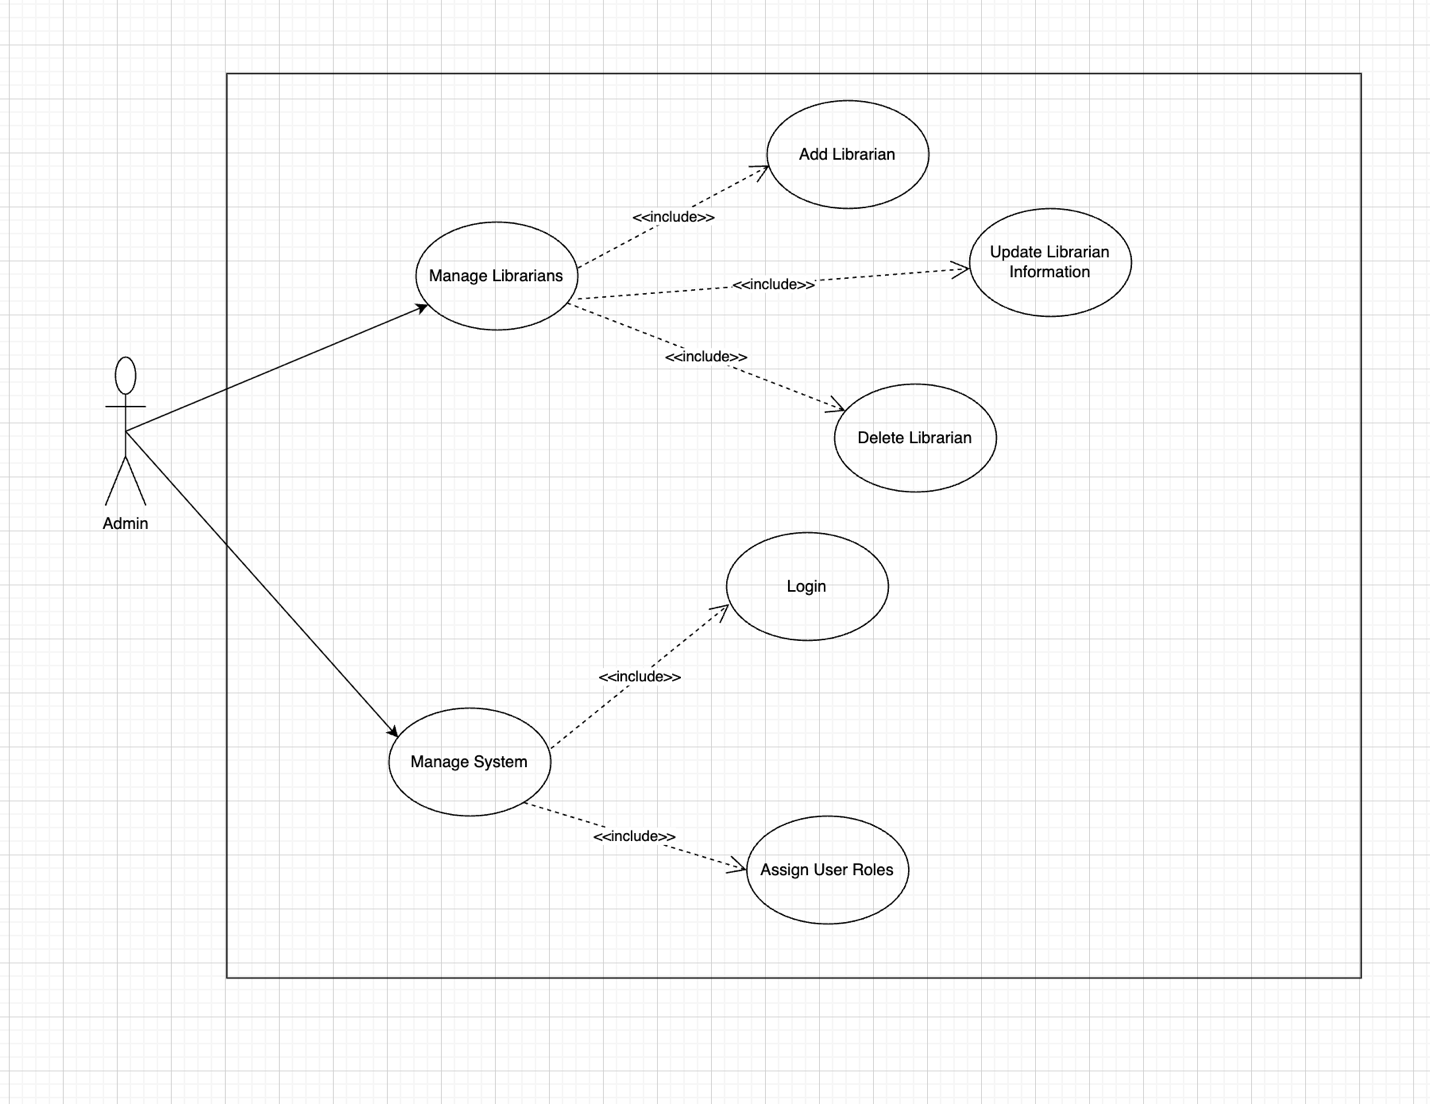 Add Librarian
<<include>>
Manage Librarians
Update Librarian
Information
<<include>>
<<include>>
Delete Librarian
Admin
Login
<<include>>
Manage System
<<include>>
Assign User Roles